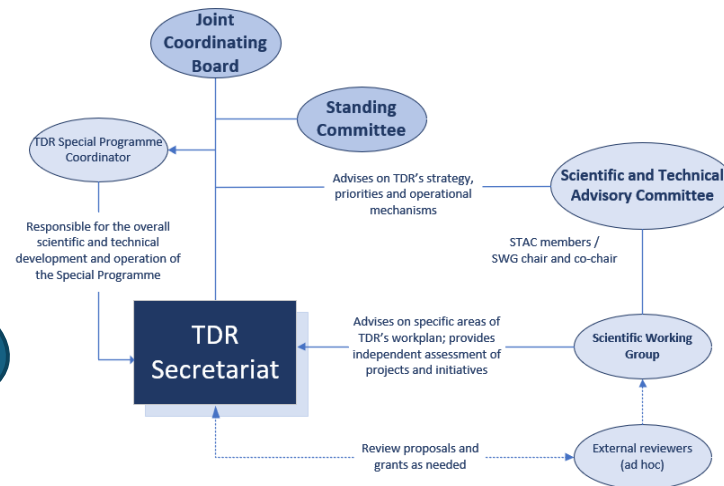 Joint
Coordinating
Board
Standing
Committee
TDR Special Programme
Coordinator
Advises on TDR's strategy,
priorities and operational
mechanisms
Scientific and Technical
Advisory Committee
Responsible for the overall
scientific and technical
development and operation of
the Special Programme
STAC members /
SWG chair and co-chair
TDR
Secretariat
Advises on specific areas of
TDR's workplan; provides
independent assessment of
projects and initiatives
Scientific Working
Group
Review proposals and
grants as needed
External reviewers
(ad hoc)